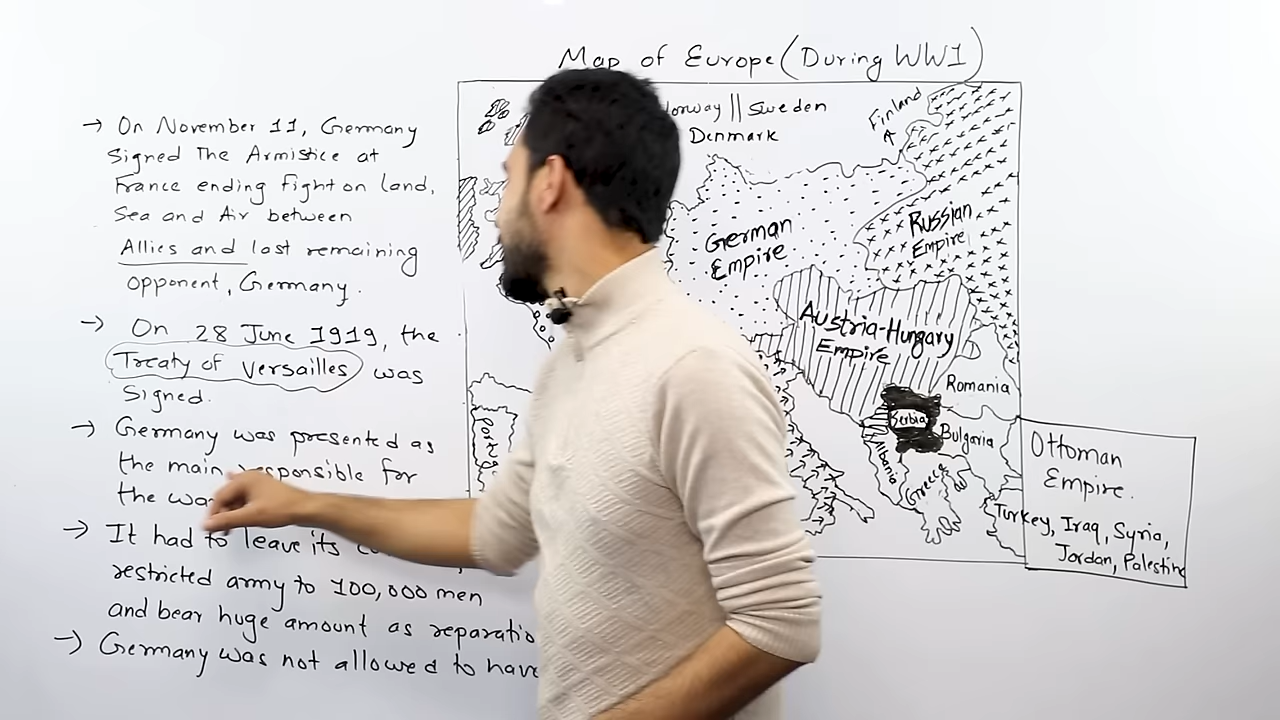 Map of Europe (During WW1)
→ On November 11, Germany
signed The Armistice at
France ending fight on land,
Sea and Air between
Allies and last remaining
opponent, Germany.
→ On 28 June 1919, the
Treaty of Versailles was
signed.
→ Germany was presented as
the main responsible for
the
→ It had to leave its
restricted army to 100,000 men
and bear huge amount as
→ Germany was not allowed to have
Sweden
Denmark
Finland
German
Empire
Russian
Empire
Austria-Hungary
Empire
Romania
Serbia
Bulgaria
Albania
Greece
Ottoman
Empire.
Turkey, Iraq, Syria,
Jordan, Palestine